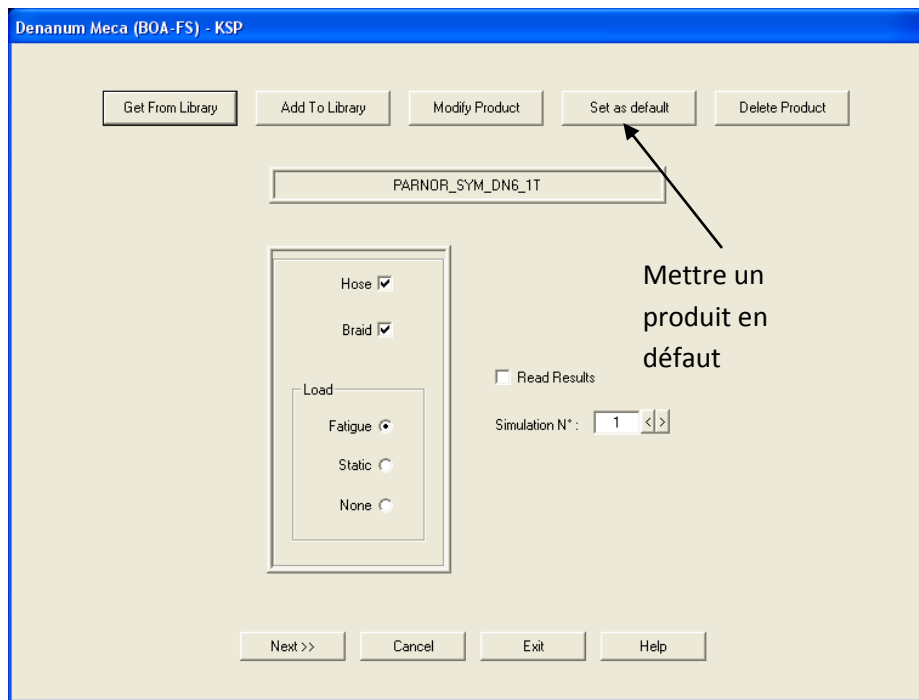 Denanum Meca (BOA-FS) - KSP
Get From Library
Add To Library
Modify Product
Set as default
Delete Product
PARNOR_SYM_DN6_1T
Hose
Braid
Load
Fatigue
Static
None
Read Results
Simulation N° : 1 < >
Mettre un
produit en
défaut
Next >>
Cancel
Exit
Help